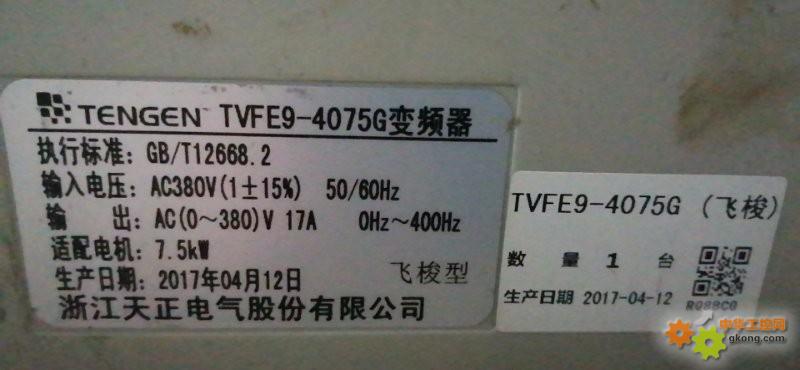 TENGEN TVFE9-4075G变频器
执行标准: GB/T12668.2
输入电压: AC380V(1±15%) 50/60Hz
输 出: AC(0～380)V 17A 0Hz～400Hz
适配电机: 7.5kW
生产日期: 2017年04月12日 飞梭型
浙江天正电气股份有限公司
TVFE9-4075G (飞梭)
数 量 1 台
生产日期 2017-04-12
RQ8BCQ
中华工控网
gkong.com